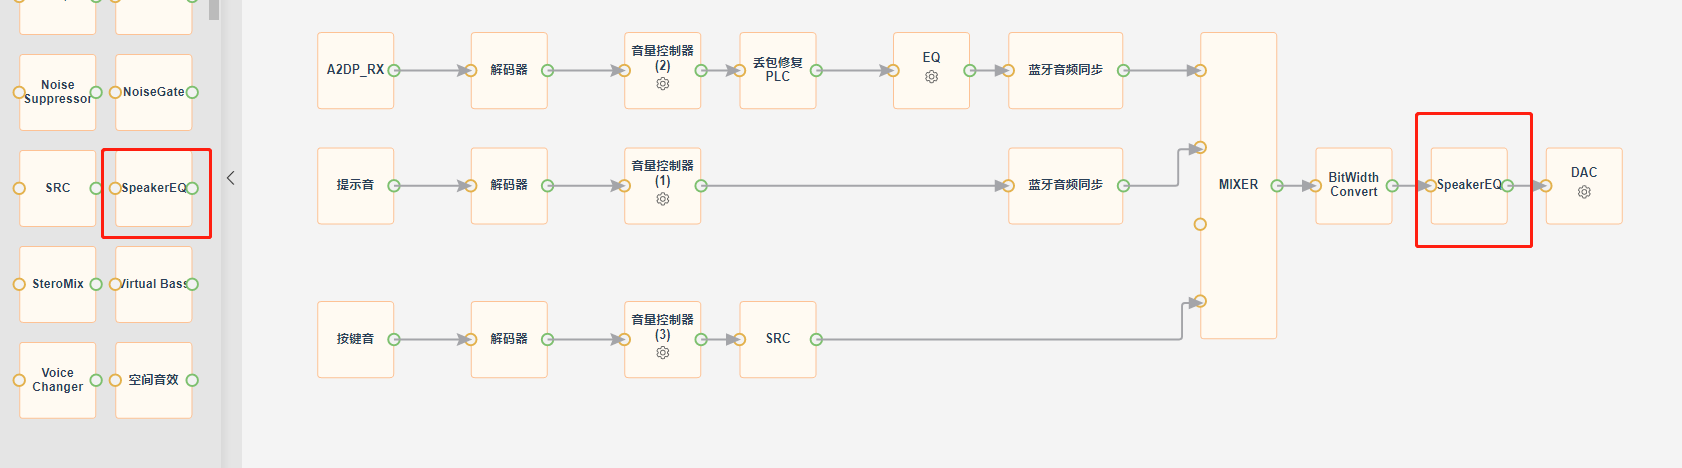 Noise
Suppressor
NoiseGate
SRC
SpeakerEQ
SteroMix
Virtual Bass
Voice
Changer
空间音效
A2DP_RX
解码器
音量控制器
(2)
丢包修复
PLC
EQ
蓝牙音频同步
提示音
解码器
音量控制器
(1)
蓝牙音频同步
按键音
解码器
音量控制器
(3)
SRC
MIXER
BitWidth
Convert
SpeakerEQ
DAC